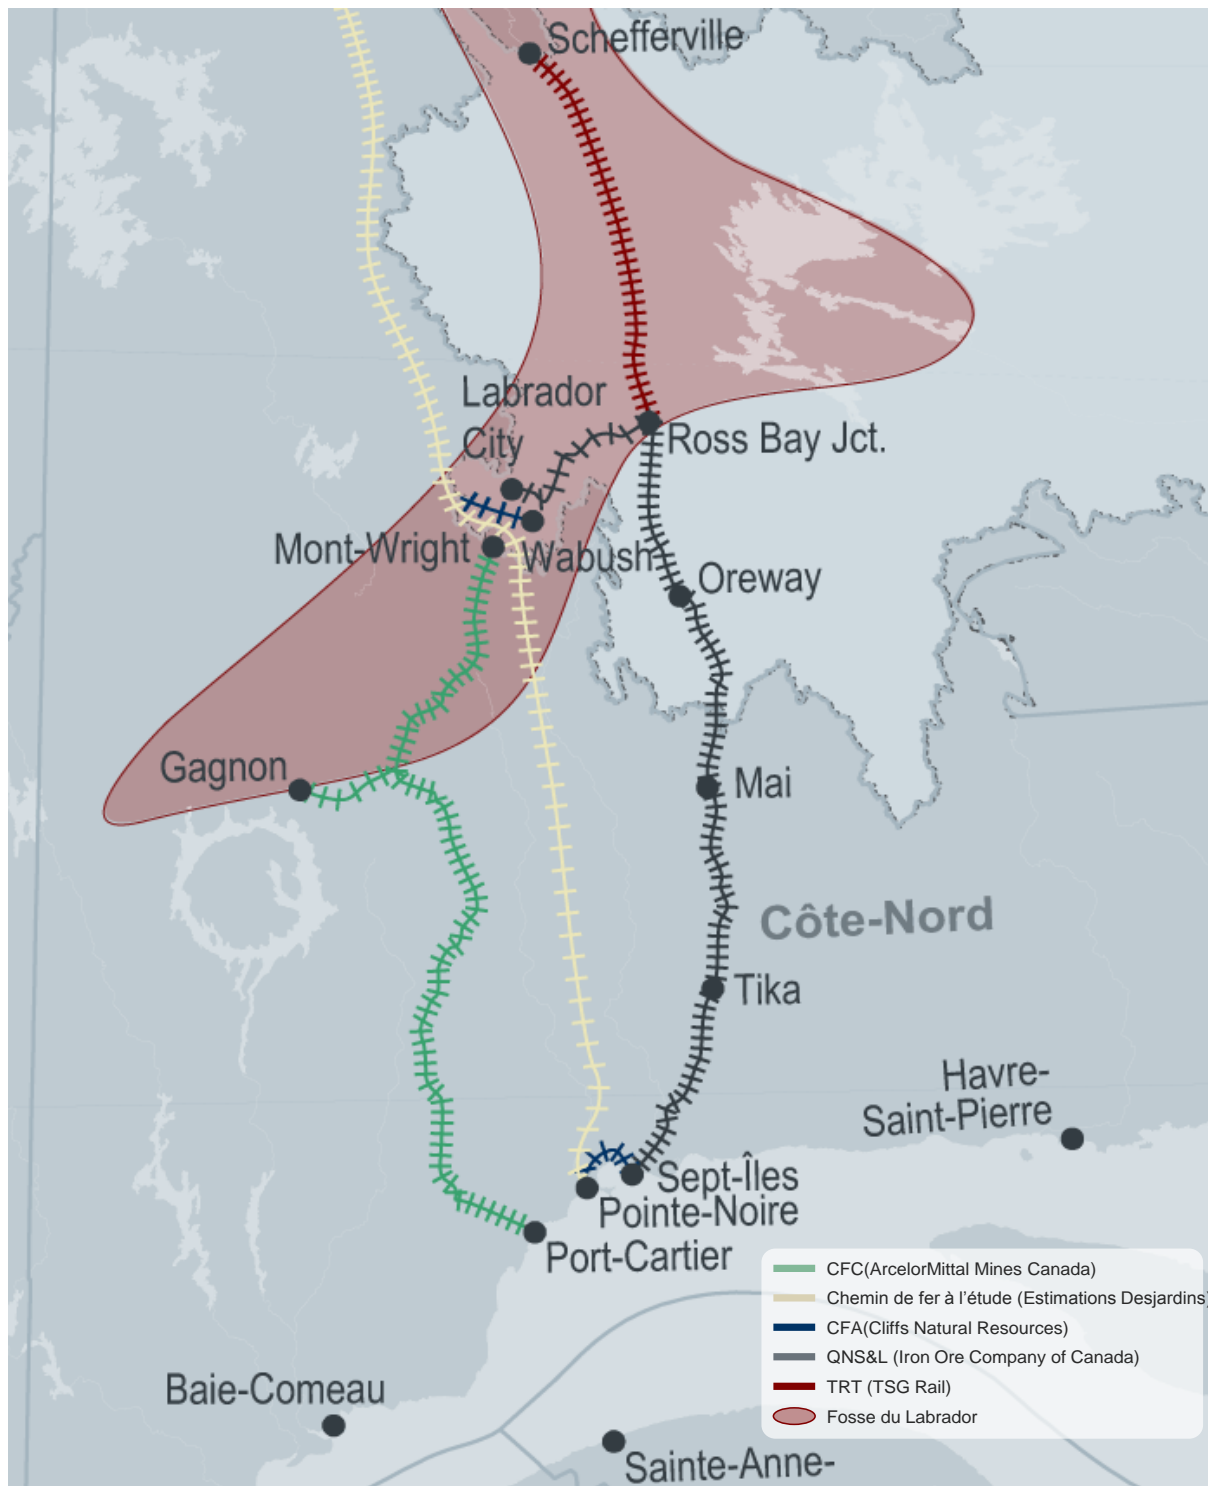 Schefferville
Labrador
City
Ross Bay Jct.
Mont-Wright
Wabush
Oreway
Gagnon
Mai
Côte-Nord
Tika
Havre-
Saint-Pierre
Sept-Îles
Pointe-Noire
Port-Cartier
CFC(ArcelorMittal Mines Canada)
Chemin de fer à l'étude (Estimations Desjardins)
CFA(Cliffs Natural Resources)
QNS&L (Iron Ore Company of Canada)
TRT (TSG Rail)
Fosse du Labrador
Baie-Comeau
Sainte-Anne-